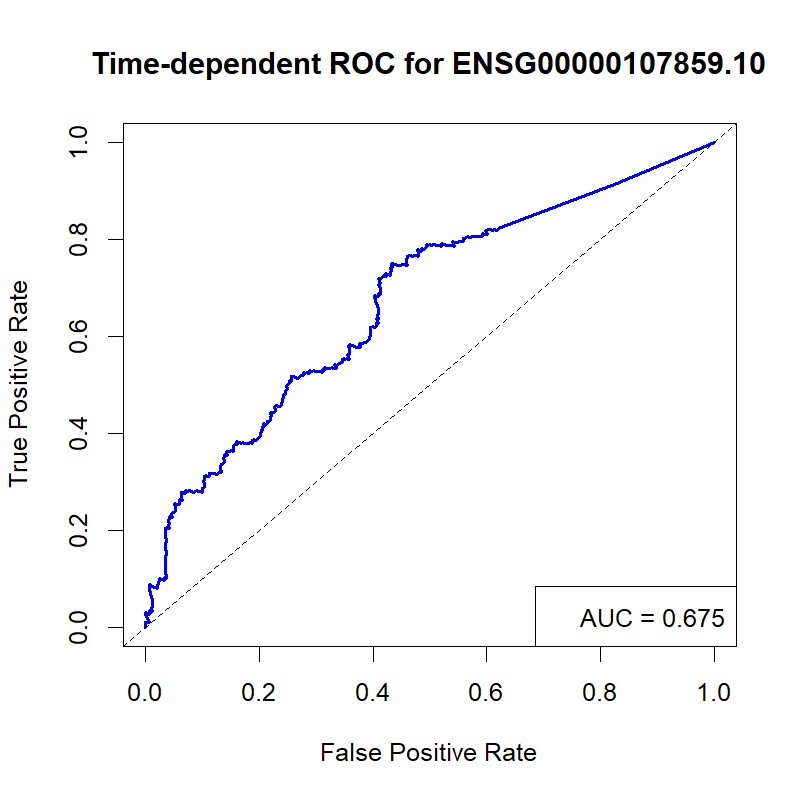 Time-dependent ROC for ENSG00000107859.10
True Positive Rate
1.0
0.8
0.6
0.4
0.2
0.0
AUC = 0.675
0.0 0.2 0.4 0.6 0.8 1.0
False Positive Rate